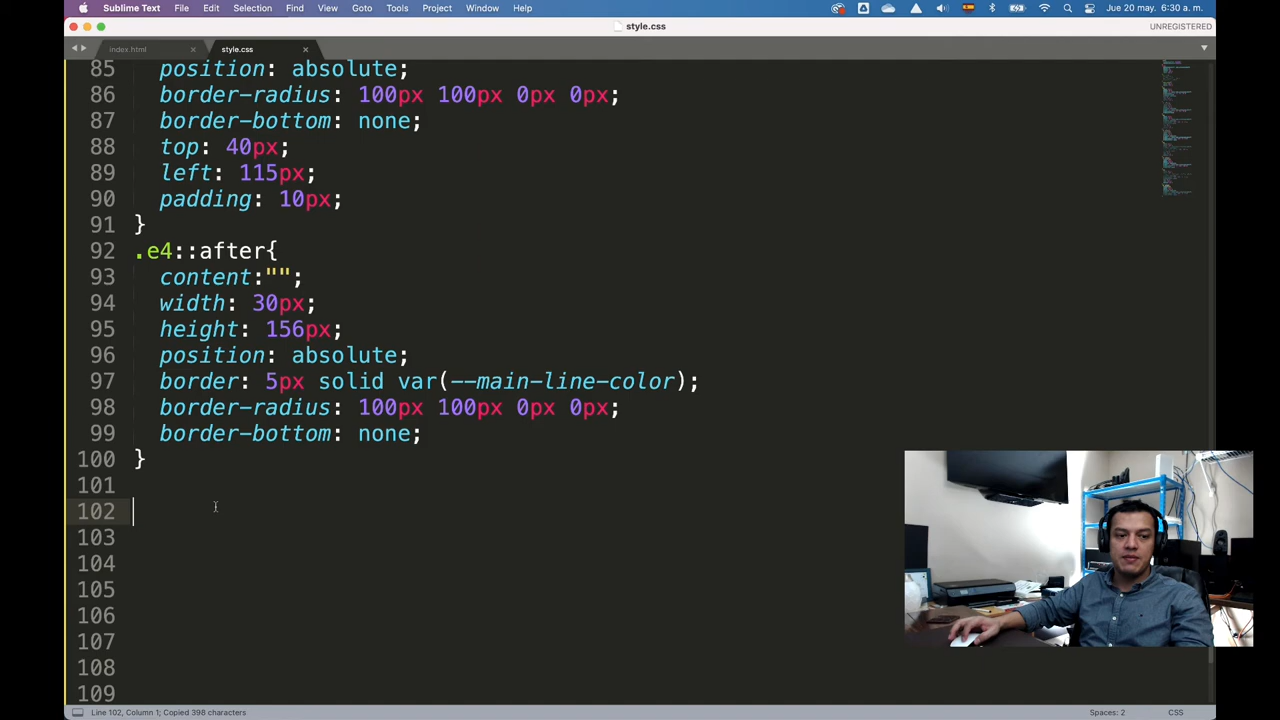 Sublime Text File Edit Selection Find View Goto Tools Project Window Help Jue 20 may. 6:30 a. m.
style.css UNREGISTERED
index.html × style.css ×
85 position: absolute;
86 border-radius: 100px 100px 0px 0px;
87 border-bottom: none;
88 top: 40px;
89 left: 115px;
90 padding: 10px;
91 }
92 .e4::after{
93 content:"";
94 width: 30px;
95 height: 156px;
96 position: absolute;
97 border: 5px solid var(--main-line-color);
98 border-radius: 100px 100px 0px 0px;
99 border-bottom: none;
100 }
101
102
103
104
105
106
107
108
109
Line 102, Column 1; Copied 398 characters Spaces: 2 CSS